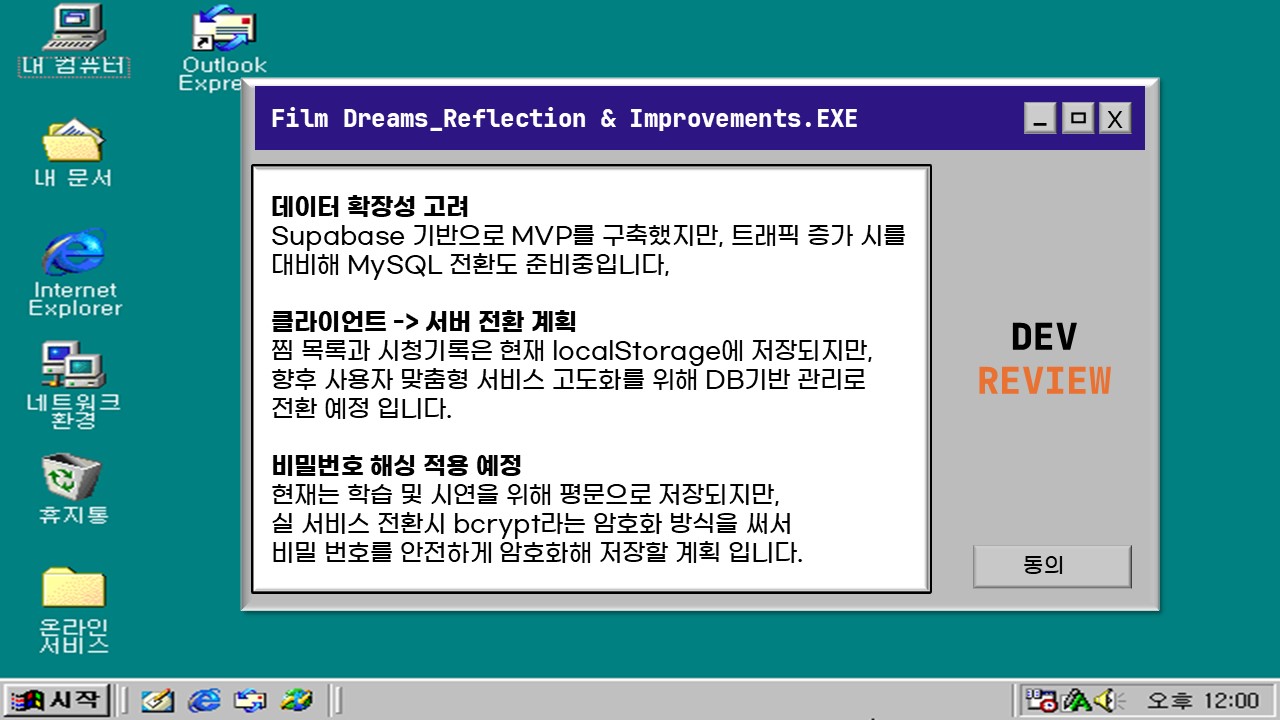 내 컴퓨터
Outlook
Expre
내 문서
Internet
Explorer
네트워크
환경
휴지통
온라인
서비스
Film Dreams_Reflection & Improvements.EXE
X
데이터 확장성 고려
Supabase 기반으로 MVP를 구축했지만, 트래픽 증가 시를
대비해 MySQL 전환도 준비중입니다,
클라이언트 -> 서버 전환 계획
찜 목록과 시청기록은 현재 localStorage에 저장되지만,
향후 사용자 맞춤형 서비스 고도화를 위해 DB기반 관리로
전환 예정 입니다.
비밀번호 해싱 적용 예정
현재는 학습 및 시연을 위해 평문으로 저장되지만,
실 서비스 전환시 bcrypt라는 암호화 방식을 써서
비밀 번호를 안전하게 암호화해 저장할 계획 입니다.
DEV
REVIEW
동의
시작
오후 12:00